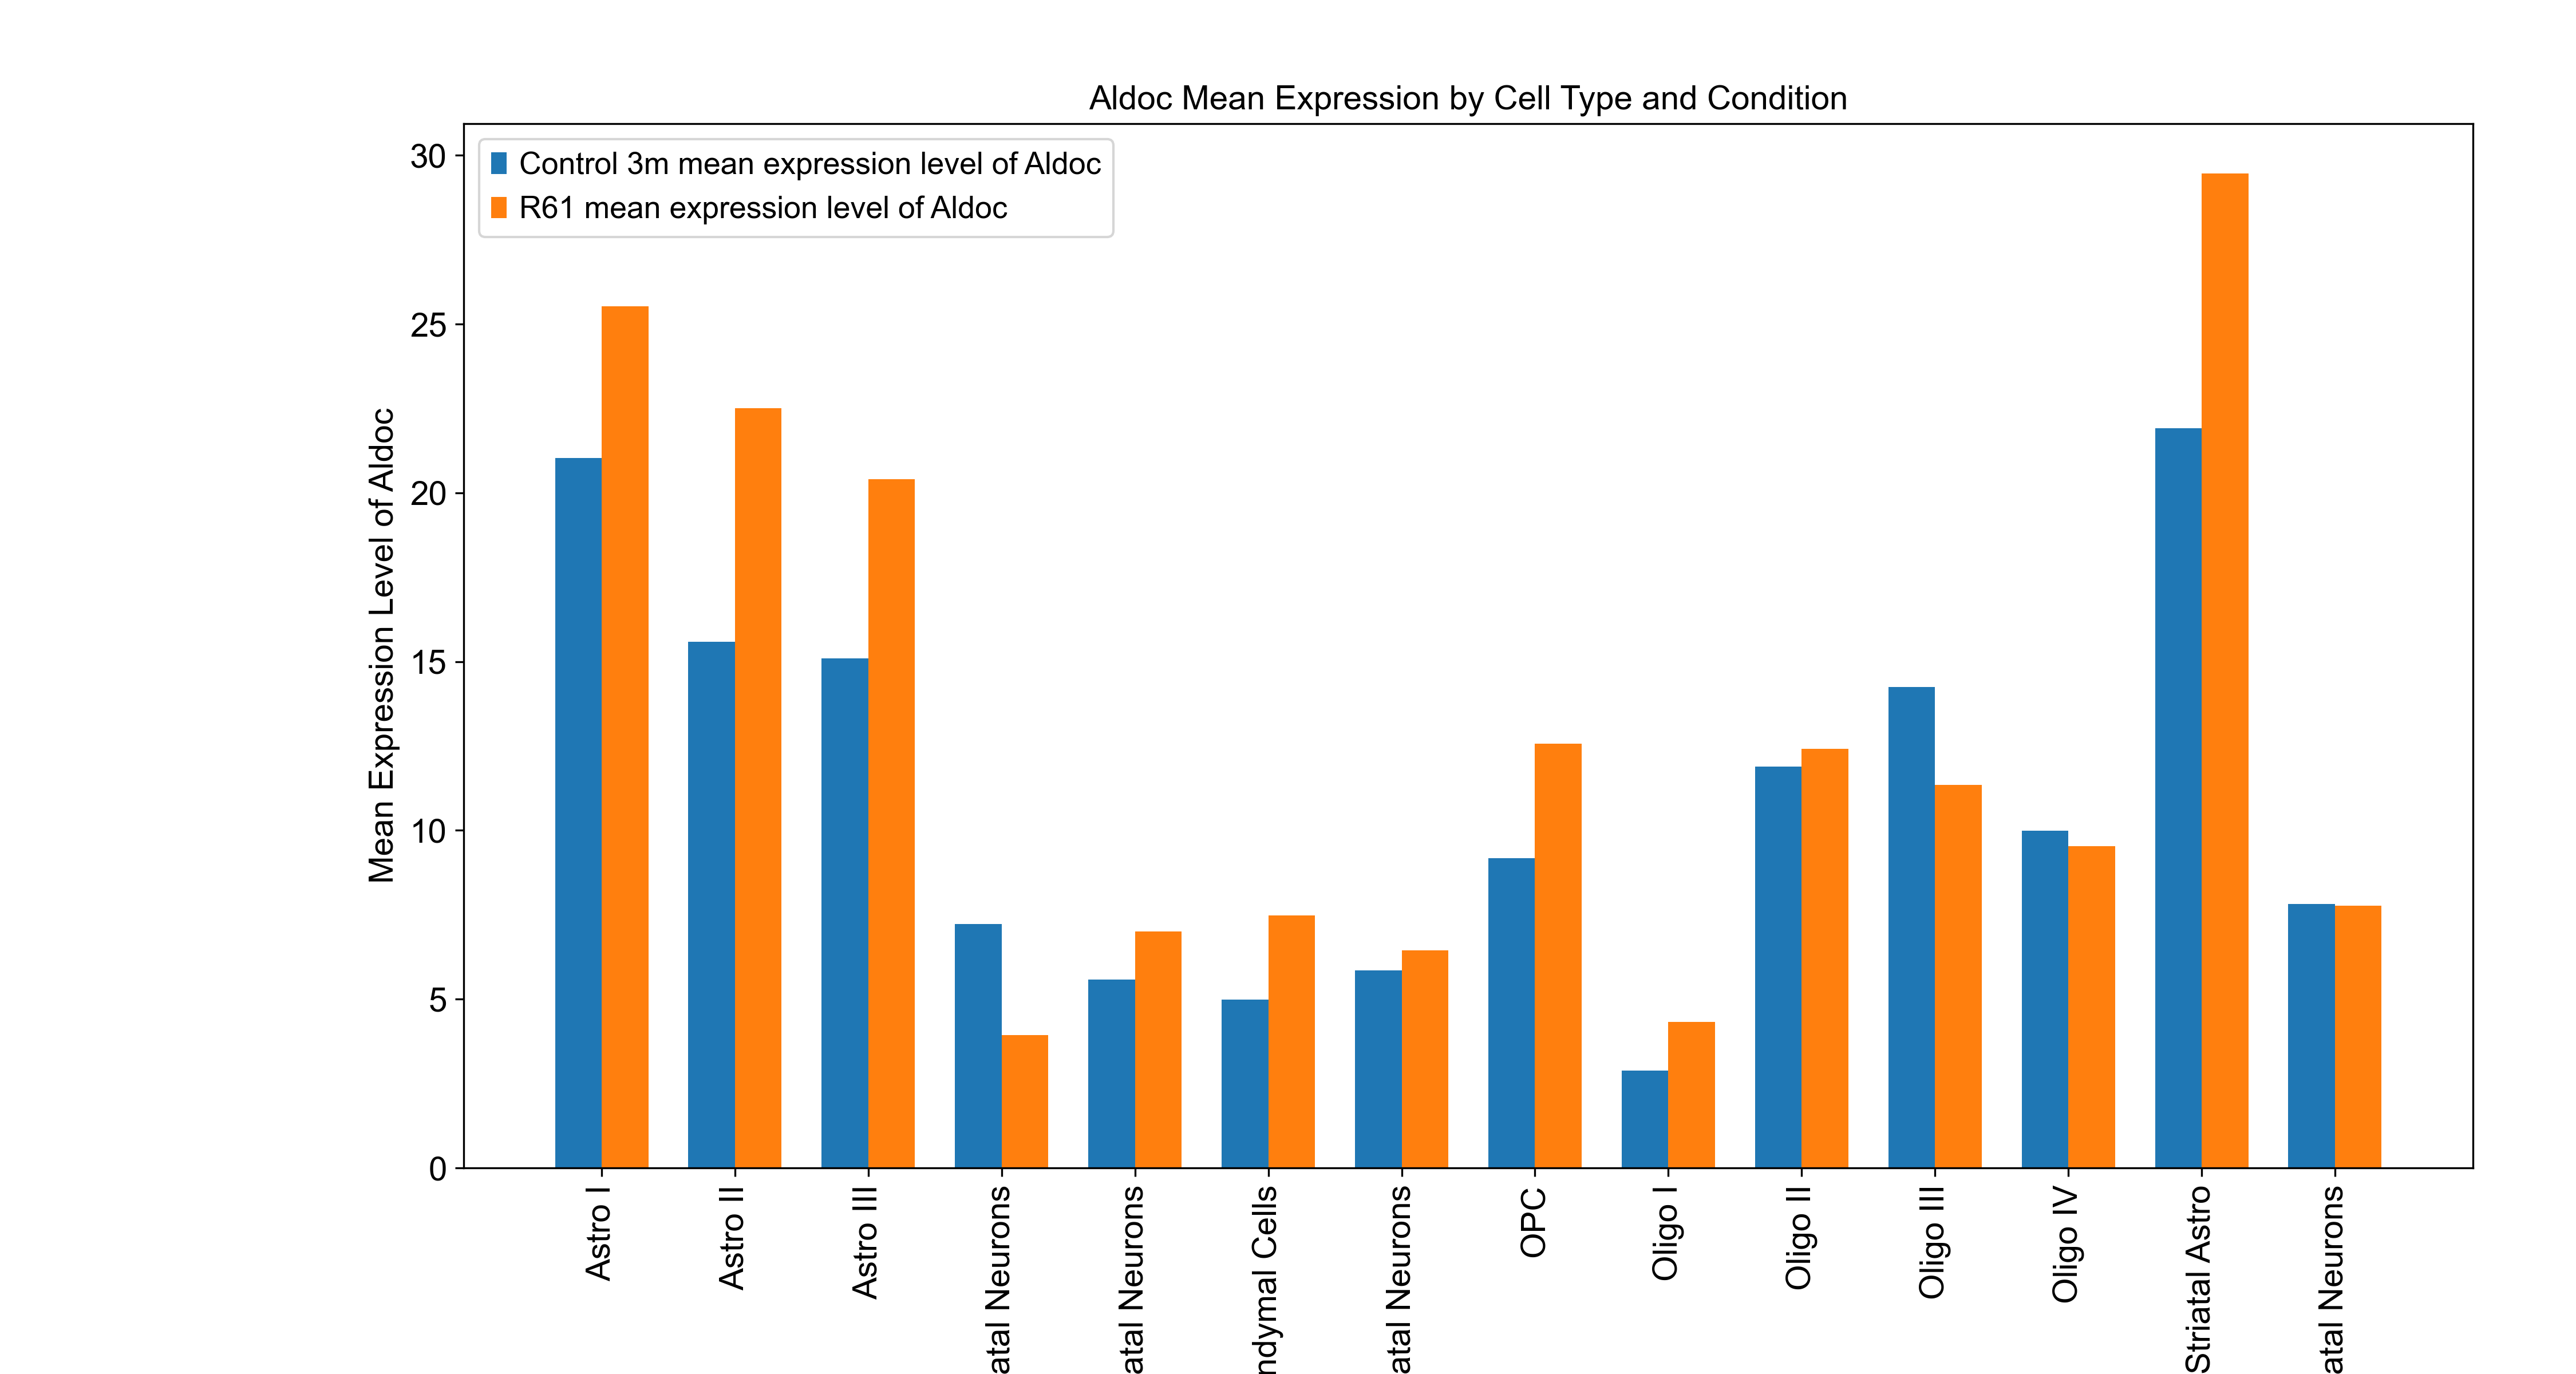 Aldoc Mean Expression by Cell Type and Condition
Control 3m mean expression level of Aldoc
R61 mean expression level of Aldoc
Mean Expression Level of Aldoc
30
25
20
15
10
5
0
Astro I
Astro II
Astro III
atal Neurons
atal Neurons
ndymal Cells
atal Neurons
OPC
Oligo I
Oligo II
Oligo III
Oligo IV
Striatal Astro
atal Neurons